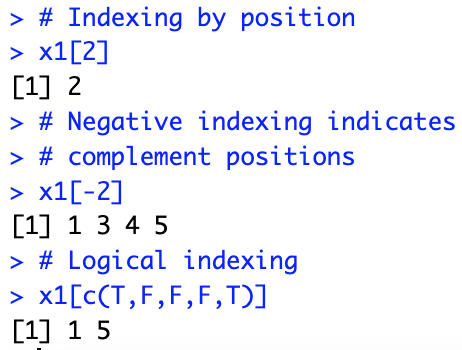 > # Indexing by position
> x1[2]
[1] 2
> # Negative indexing indicates
> # complement positions
> x1[-2]
[1] 1 3 4 5
> # Logical indexing
> x1[c(T,F,F,F,T)]
[1] 1 5